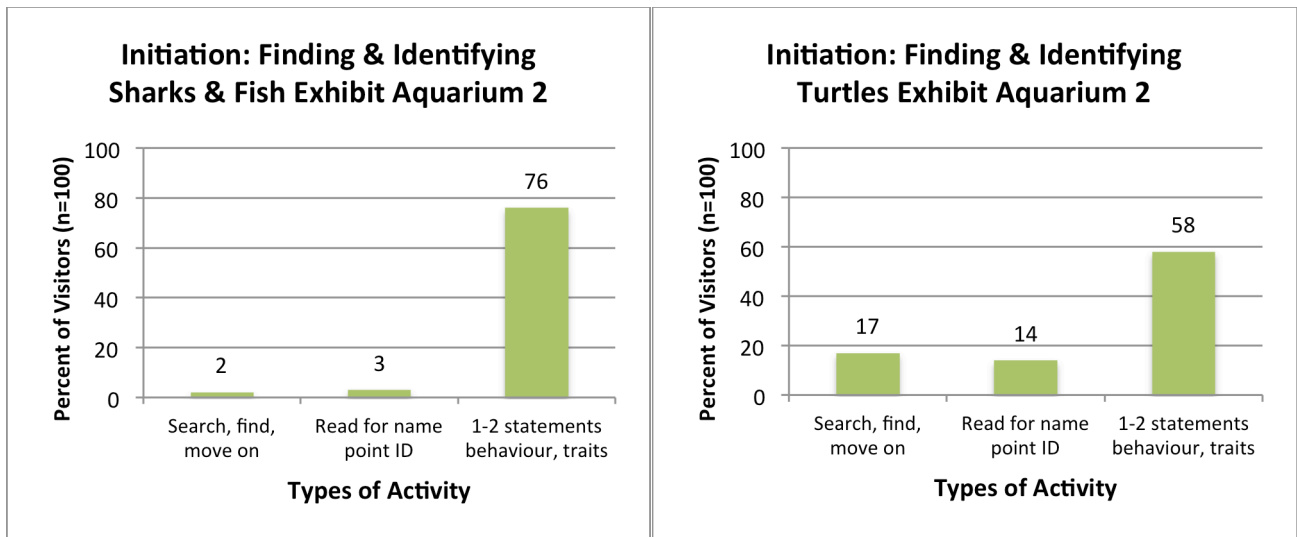 Initiation: Finding & Identifying
Sharks & Fish Exhibit Aquarium 2
Percent of Visitors (n=100)
100
80
60
40
20
0
2
3
76
Search, find,
move on
Read for name
point ID
1-2 statements
behaviour, traits
Types of Activity
Initiation: Finding & Identifying
Turtles Exhibit Aquarium 2
Percent of Visitors (n=100)
100
80
60
40
20
0
17
14
58
Search, find,
move on
Read for name
point ID
1-2 statements
behaviour, traits
Types of Activity